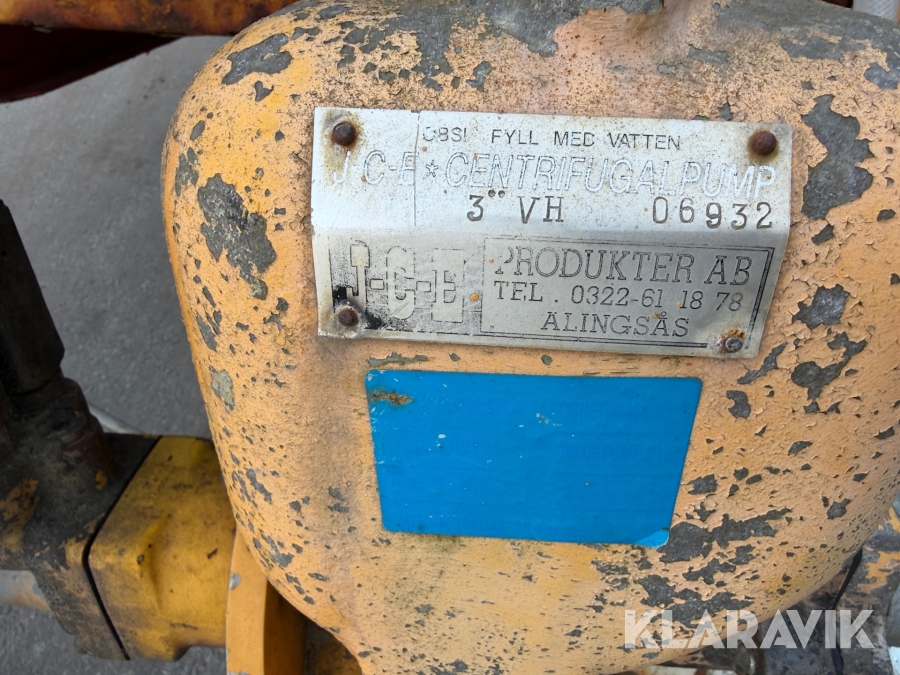 OBS! FYLL MED VATTEN
J C-E * CENTRIFUGALPUMP
3" VH 06932
J-C-E PRODUKTER AB
TEL. 0322-61 18 78
ALINGSÅS
KLARAVIK